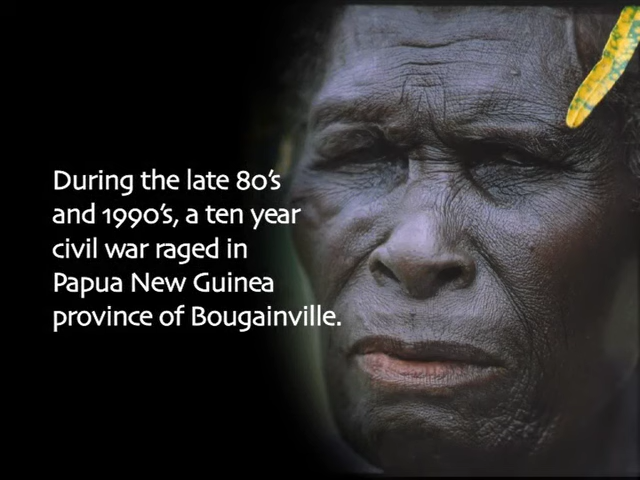 During the late 80's
and 1990's, a ten year
civil war raged in
Papua New Guinea
province of Bougainville.